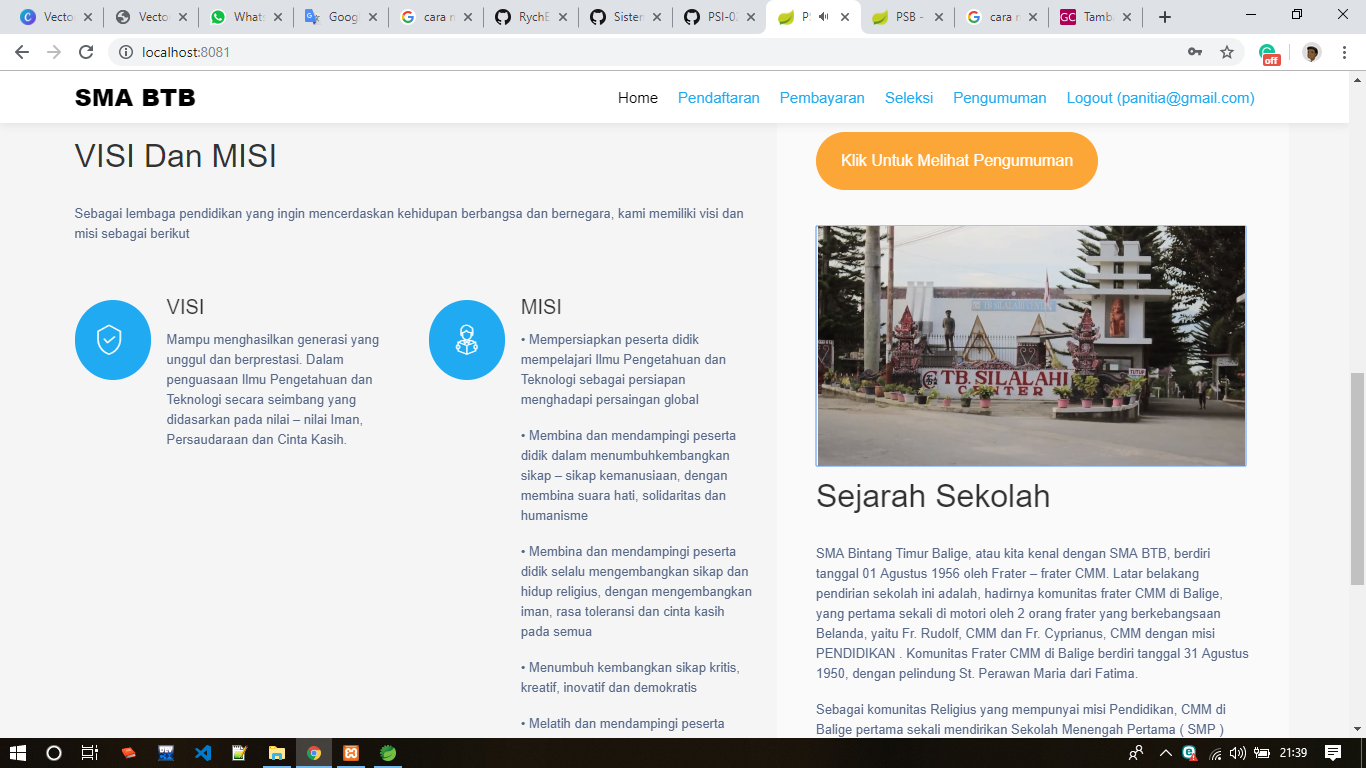 Vecto
Vecto
Whats
Goog
cara n
RychE
Sister
PSI-0
P
PSB -
cara r
GC
Tamb
localhost:8081
off
SMA BTB
Home
Pendaftaran
Pembayaran
Seleksi
Pengumuman
Logout (panitia@gmail.com)
VISI Dan MISI
Sebagai lembaga pendidikan yang ingin mencerdaskan kehidupan berbangsa dan bernegara, kami memiliki visi dan
misi sebagai berikut
VISI
Mampu menghasilkan generasi yang
unggul dan berprestasi. Dalam
penguasaan Ilmu Pengetahuan dan
Teknologi secara seimbang yang
didasarkan pada nilai – nilai Iman,
Persaudaraan dan Cinta Kasih.
MISI
• Mempersiapkan peserta didik
mempelajari Ilmu Pengetahuan dan
Teknologi sebagai persiapan
menghadapi persaingan global
• Membina dan mendampingi peserta
didik dalam menumbuhkembangkan
sikap – sikap kemanusiaan, dengan
membina suara hati, solidaritas dan
humanisme
• Membina dan mendampingi peserta
didik selalu mengembangkan sikap dan
hidup religius, dengan mengembangkan
iman, rasa toleransi dan cinta kasih
pada semua
• Menumbuh kembangkan sikap kritis,
kreatif, inovatif dan demokratis
• Melatih dan mendampingi peserta
Klik Untuk Melihat Pengumuman
TB. SILALAHI
CENTER
TUTUP
Sejarah Sekolah
SMA Bintang Timur Balige, atau kita kenal dengan SMA BTB, berdiri
tanggal 01 Agustus 1956 oleh Frater – frater CMM. Latar belakang
pendirian sekolah ini adalah, hadirnya komunitas frater CMM di Balige,
yang pertama sekali di motori oleh 2 orang frater yang berkebangsaan
Belanda, yaitu Fr. Rudolf, CMM dan Fr. Cyprianus, CMM dengan misi
PENDIDIKAN . Komunitas Frater CMM di Balige berdiri tanggal 31 Agustus
1950, dengan pelindung St. Perawan Maria dari Fatima.
Sebagai komunitas Religius yang mempunyai misi Pendidikan, CMM di
Balige pertama sekali mendirikan Sekolah Menengah Pertama ( SMP )
21:39